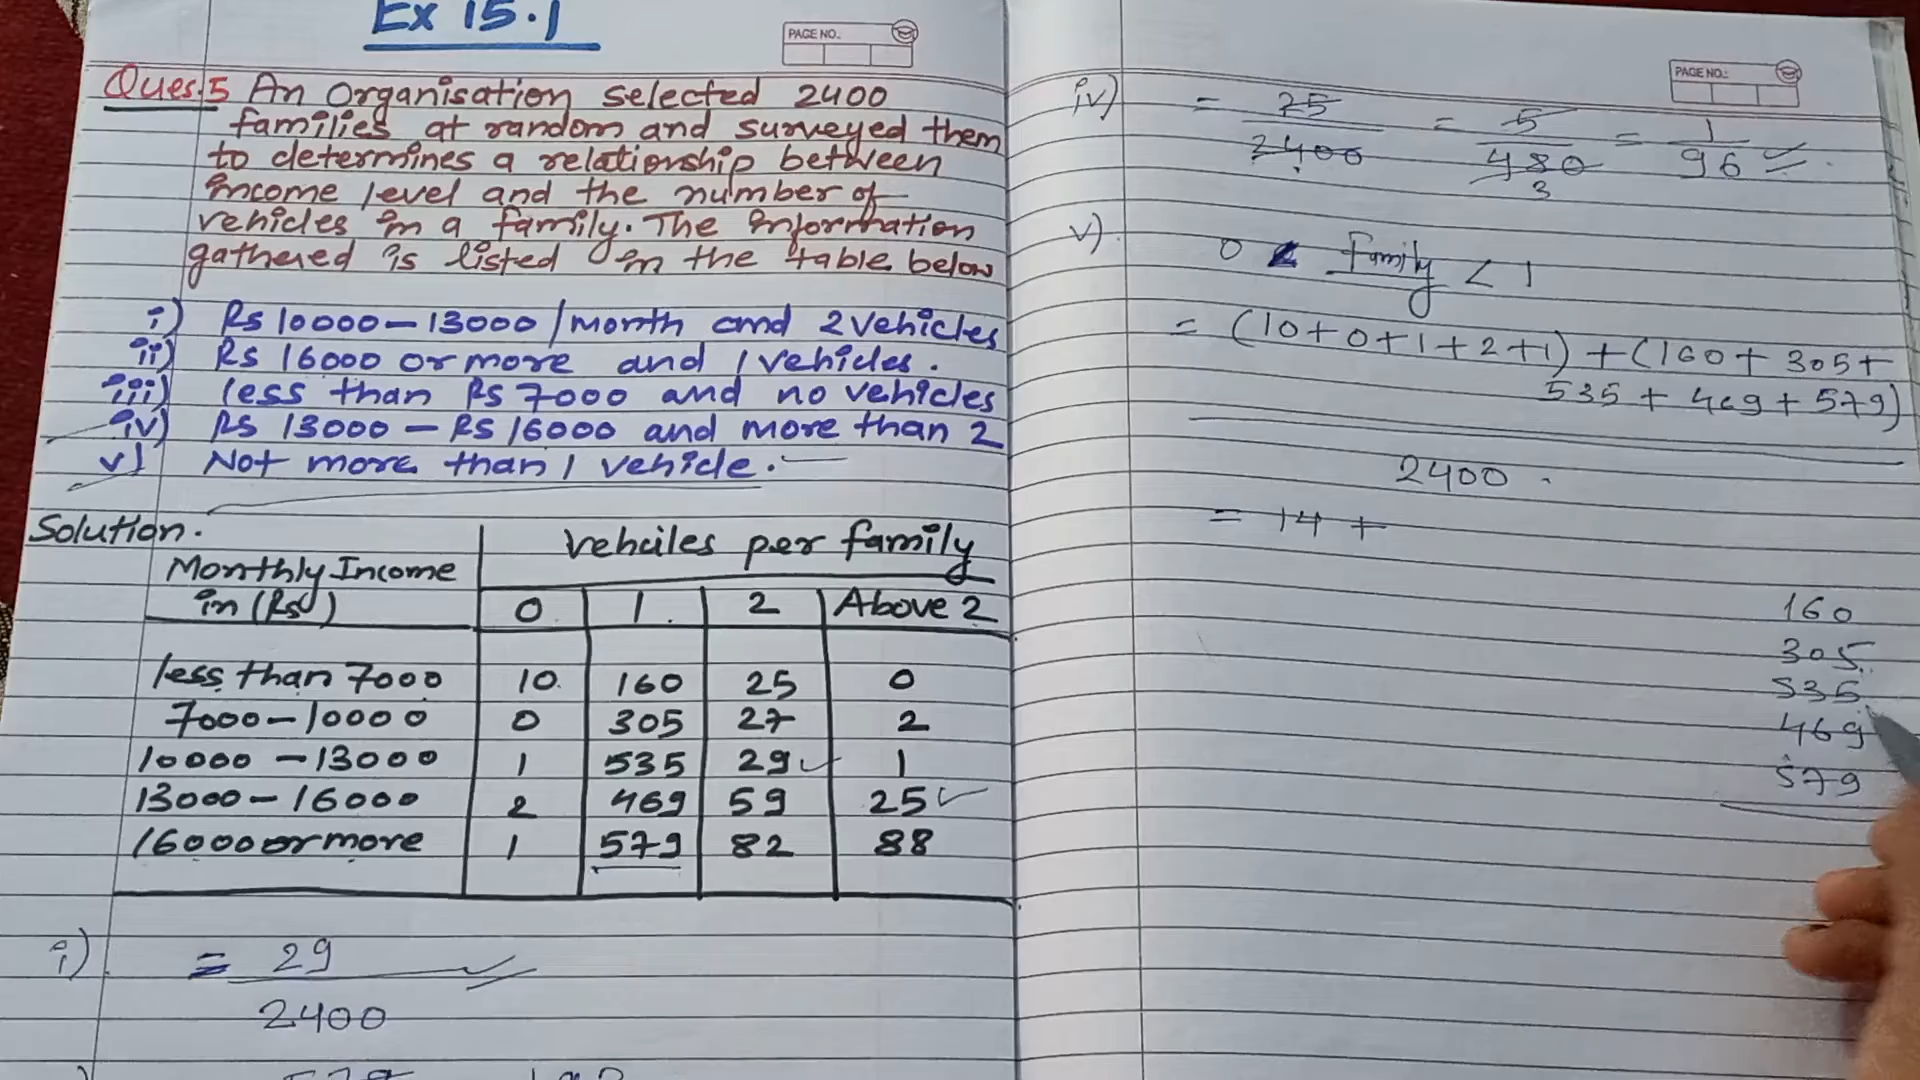 Ex 15.1
PAGE NO.
Ques.5 An Organisation selected 2400
families at random and surveyed them
to determines a relationship between
income level and the number of
vehicles in a family. The information
gathered is listed in the table below
i) Rs 10000-13000/month and 2 vehicles
ii) Rs 16000 or more and 1 vehicles.
iii) less than Rs 7000 and no vehicles
iv) Rs 13000 - Rs 16000 and more than 2
v) Not more than 1 vehicle.
Solution.
Monthly Income in (Rs) vehciles per family
0 1 2 Above 2
less than 7000 10 160 25 0
7000-10000 0 305 27 2
10000-13000 1 535 29 1
13000-16000 2 469 59 25
16000 or more 1 579 82 88
i) = 29
2400
PAGE NO.:
iv) = 25 = 5 = 1
2400 480 96
3
v) 0 family < 1
= (10+0+1+2+1) + (160+305+
535+469+579)
2400
= 14 +
160
305
535
469
579